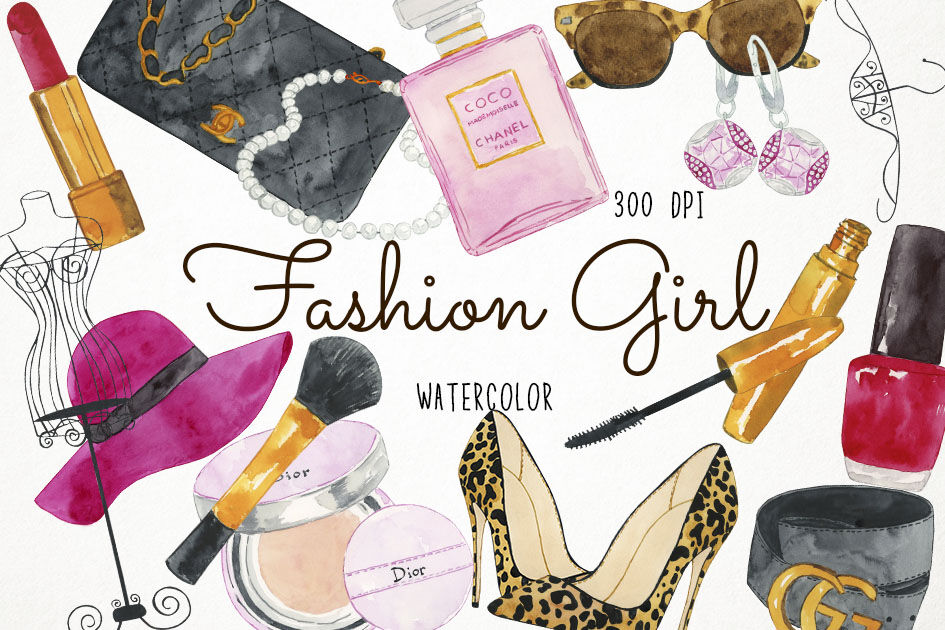 COCO
MADEMOISELLE
CHANEL
PARIS
300 DPI
Fashion Girl
WATERCOLOR
Dior
Dior